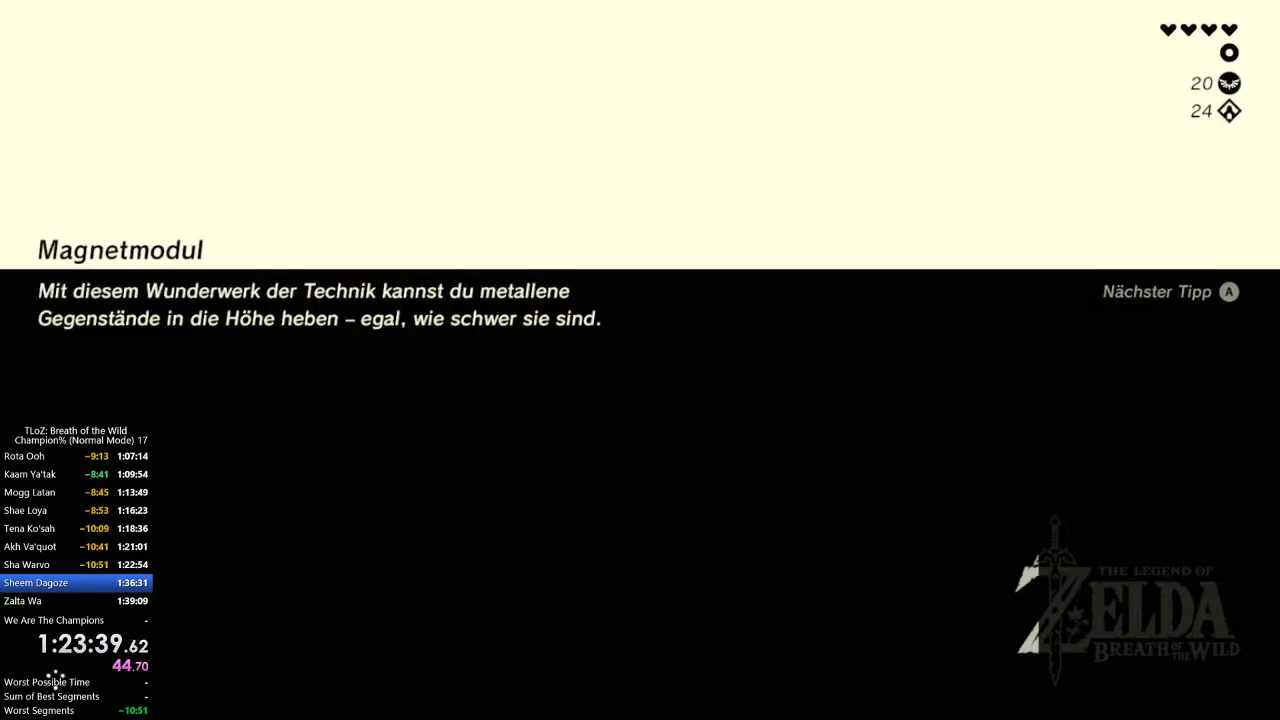 20
24
Magnetmodul
Mit diesem Wunderwerk der Technik kannst du metallene
Gegenstände in die Höhe heben – egal, wie schwer sie sind.
Nächster Tipp A
TLoZ: Breath of the Wild
Champion% (Normal Mode) 17
Rota Ooh −9:13 1:07:14
Kaam Ya'tak −8:41 1:09:54
Mogg Latan −8:45 1:13:49
Shae Loya −8:53 1:16:23
Tena Ko'sah −10:09 1:18:36
Akh Va'quot −10:41 1:21:01
Sha Warvo −10:51 1:22:54
Sheem Dagoze 1:36:31
Zalta Wa 1:39:09
We Are The Champions -
1:23:39.62
44.70
Worst Possible Time -
Sum of Best Segments -
Worst Segments −10:51
THE LEGEND OF
ZELDA
BREATH OF THE WILD